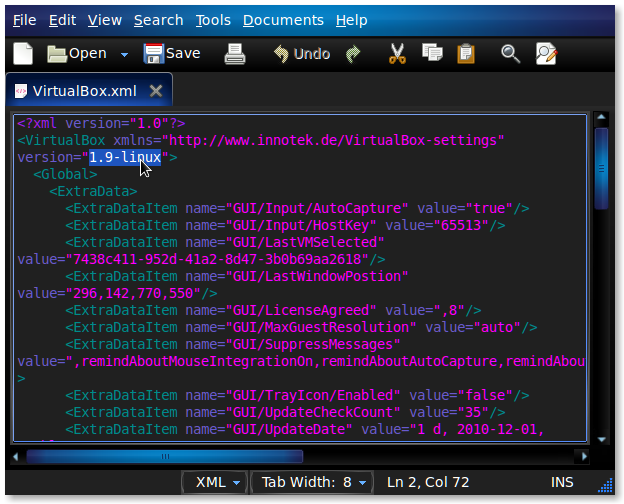 File Edit View Search Tools Documents Help
Open Save Undo
VirtualBox.xml
<?xml version="1.0"?>
<VirtualBox xmlns="http://www.innotek.de/VirtualBox-settings"
version="1.9-linux">
<Global>
<ExtraData>
<ExtraDataItem name="GUI/Input/AutoCapture" value="true"/>
<ExtraDataItem name="GUI/Input/HostKey" value="65513"/>
<ExtraDataItem name="GUI/LastVMSelected"
value="7438c411-952d-41a2-8d47-3b0b69aa2618"/>
<ExtraDataItem name="GUI/LastWindowPostion"
value="296,142,770,550"/>
<ExtraDataItem name="GUI/LicenseAgreed" value=",8"/>
<ExtraDataItem name="GUI/MaxGuestResolution" value="auto"/>
<ExtraDataItem name="GUI/SuppressMessages"
value=",remindAboutMouseIntegrationOn,remindAboutAutoCapture,remindAbou
>
<ExtraDataItem name="GUI/TrayIcon/Enabled" value="false"/>
<ExtraDataItem name="GUI/UpdateCheckCount" value="35"/>
<ExtraDataItem name="GUI/UpdateDate" value="1 d, 2010-12-01,
XML Tab Width: 8 Ln 2, Col 72 INS